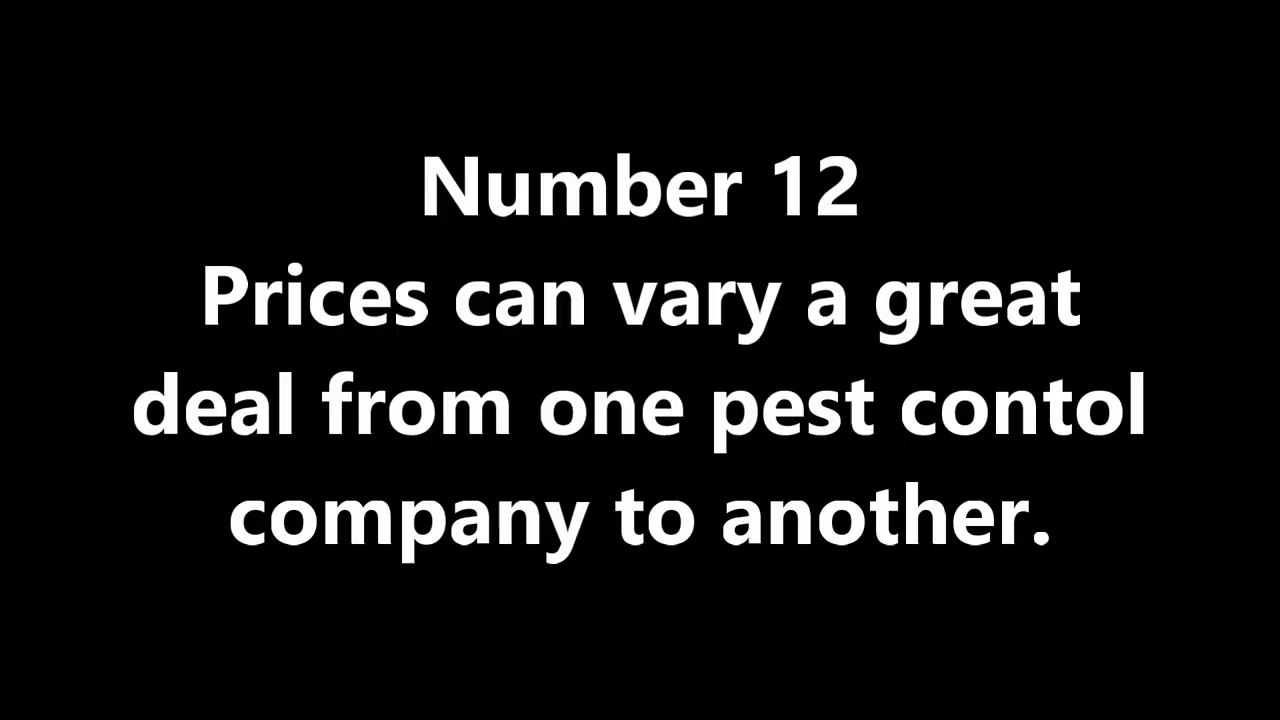 Number 12
Prices can vary a great
deal from one pest contol
company to another.